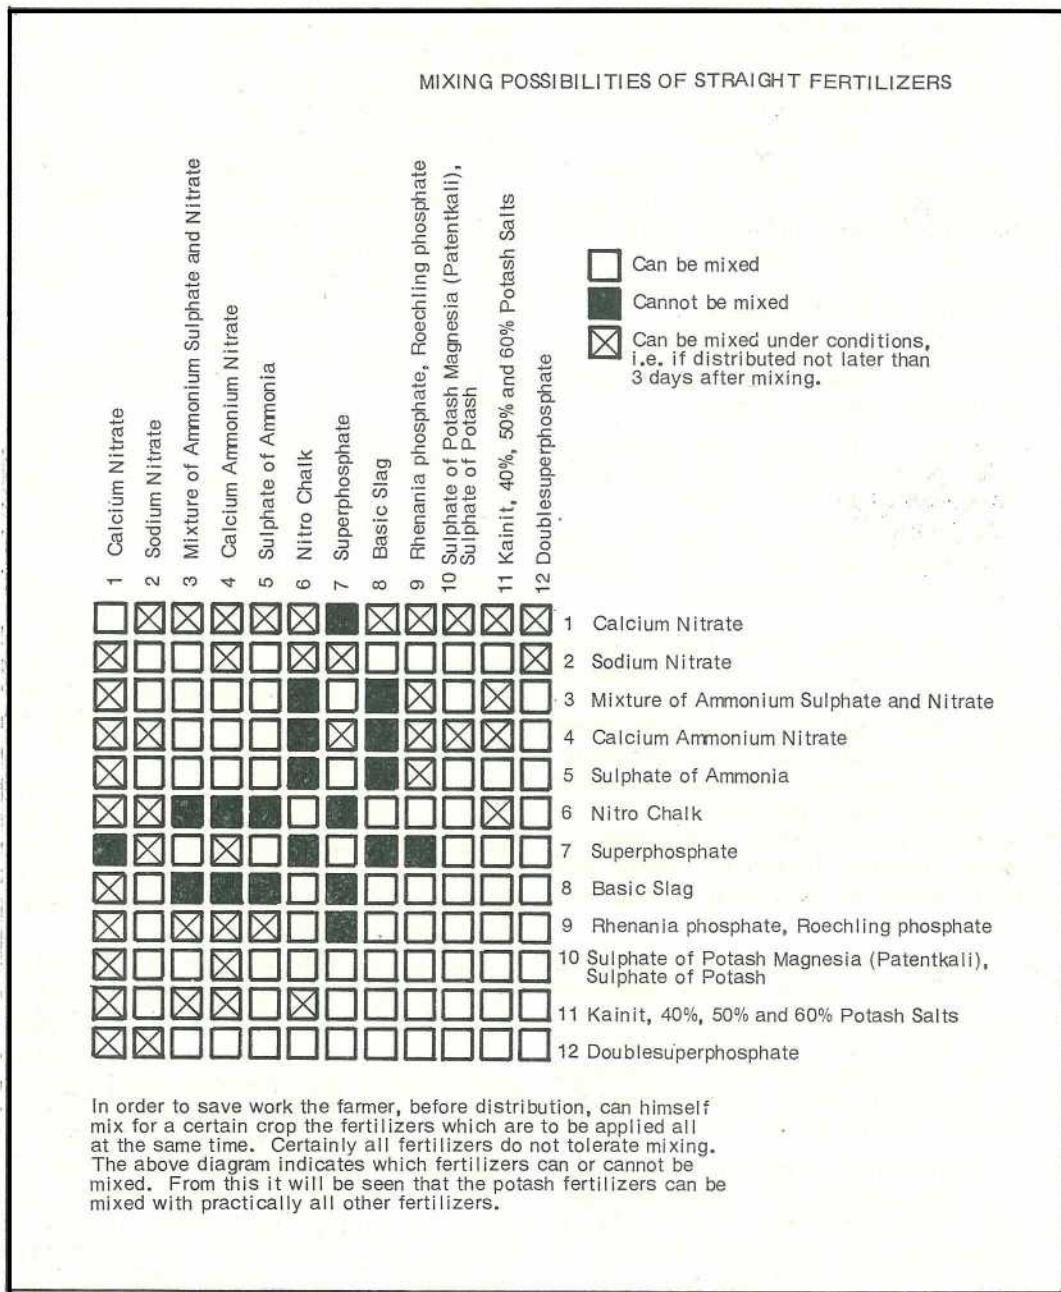 MIXING POSSIBILITIES OF STRAIGHT FERTILIZERS
1 Calcium Nitrate
2 Sodium Nitrate
3 Mixture of Ammonium Sulphate and Nitrate
4 Calcium Ammonium Nitrate
5 Sulphate of Ammonia
6 Nitro Chalk
7 Superphosphate
8 Basic Slag
9 Rhenania phosphate, Roechling phosphate
10 Sulphate of Potash Magnesia (Patentkali),
Sulphate of Potash
11 Kainit, 40%, 50% and 60% Potash Salts
12 Doublesuperphosphate
Can be mixed
Cannot be mixed
Can be mixed under conditions,
i.e. if distributed not later than
3 days after mixing.
1 Calcium Nitrate
2 Sodium Nitrate
3 Mixture of Ammonium Sulphate and Nitrate
4 Calcium Ammonium Nitrate
5 Sulphate of Ammonia
6 Nitro Chalk
7 Superphosphate
8 Basic Slag
9 Rhenania phosphate, Roechling phosphate
10 Sulphate of Potash Magnesia (Patentkali),
Sulphate of Potash
11 Kainit, 40%, 50% and 60% Potash Salts
12 Doublesuperphosphate
In order to save work the farmer, before distribution, can himself
mix for a certain crop the fertilizers which are to be applied all
at the same time. Certainly all fertilizers do not tolerate mixing.
The above diagram indicates which fertilizers can or cannot be
mixed. From this it will be seen that the potash fertilizers can be
mixed with practically all other fertilizers.